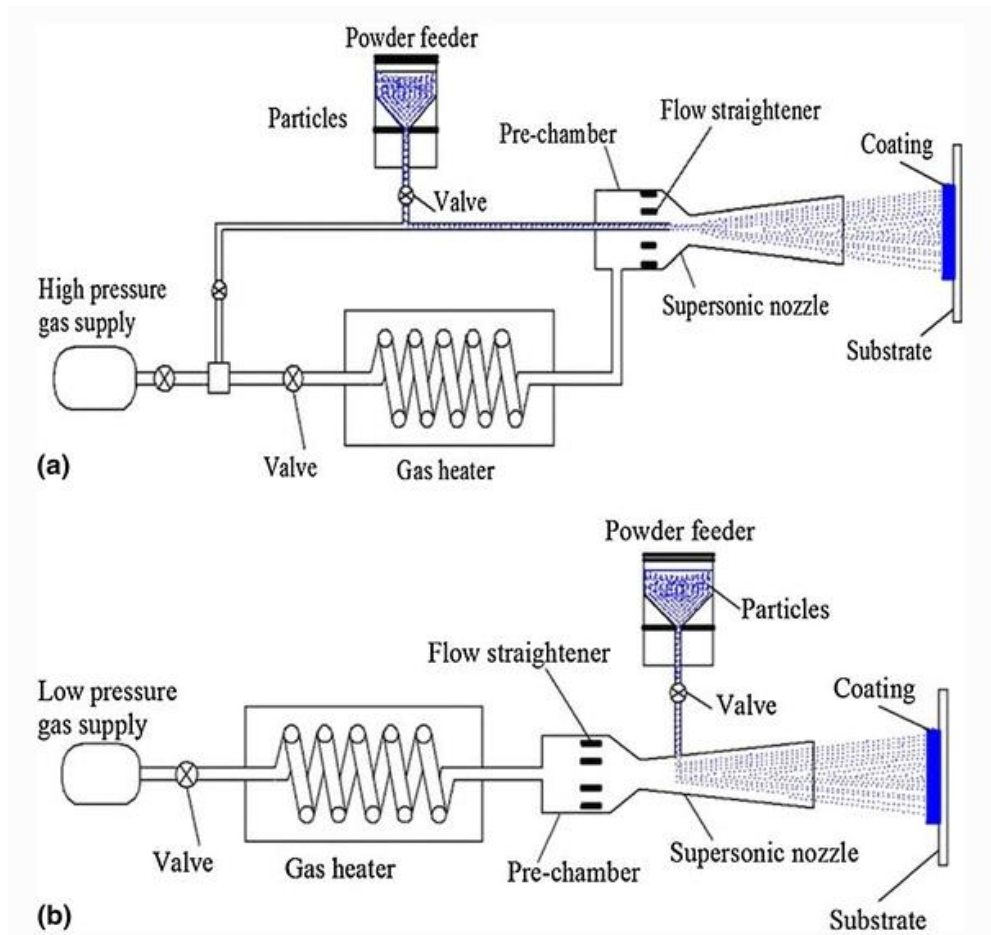 Powder feeder
Particles
Flow straightener
Pre-chamber
Coating
Valve
High pressure
gas supply
Supersonic nozzle
Substrate
Valve
Gas heater
(a)
Powder feeder
Particles
Flow straightener
Low pressure
gas supply
Valve
Coating
Valve
Gas heater
Pre-chamber
Supersonic nozzle
Substrate
(b)